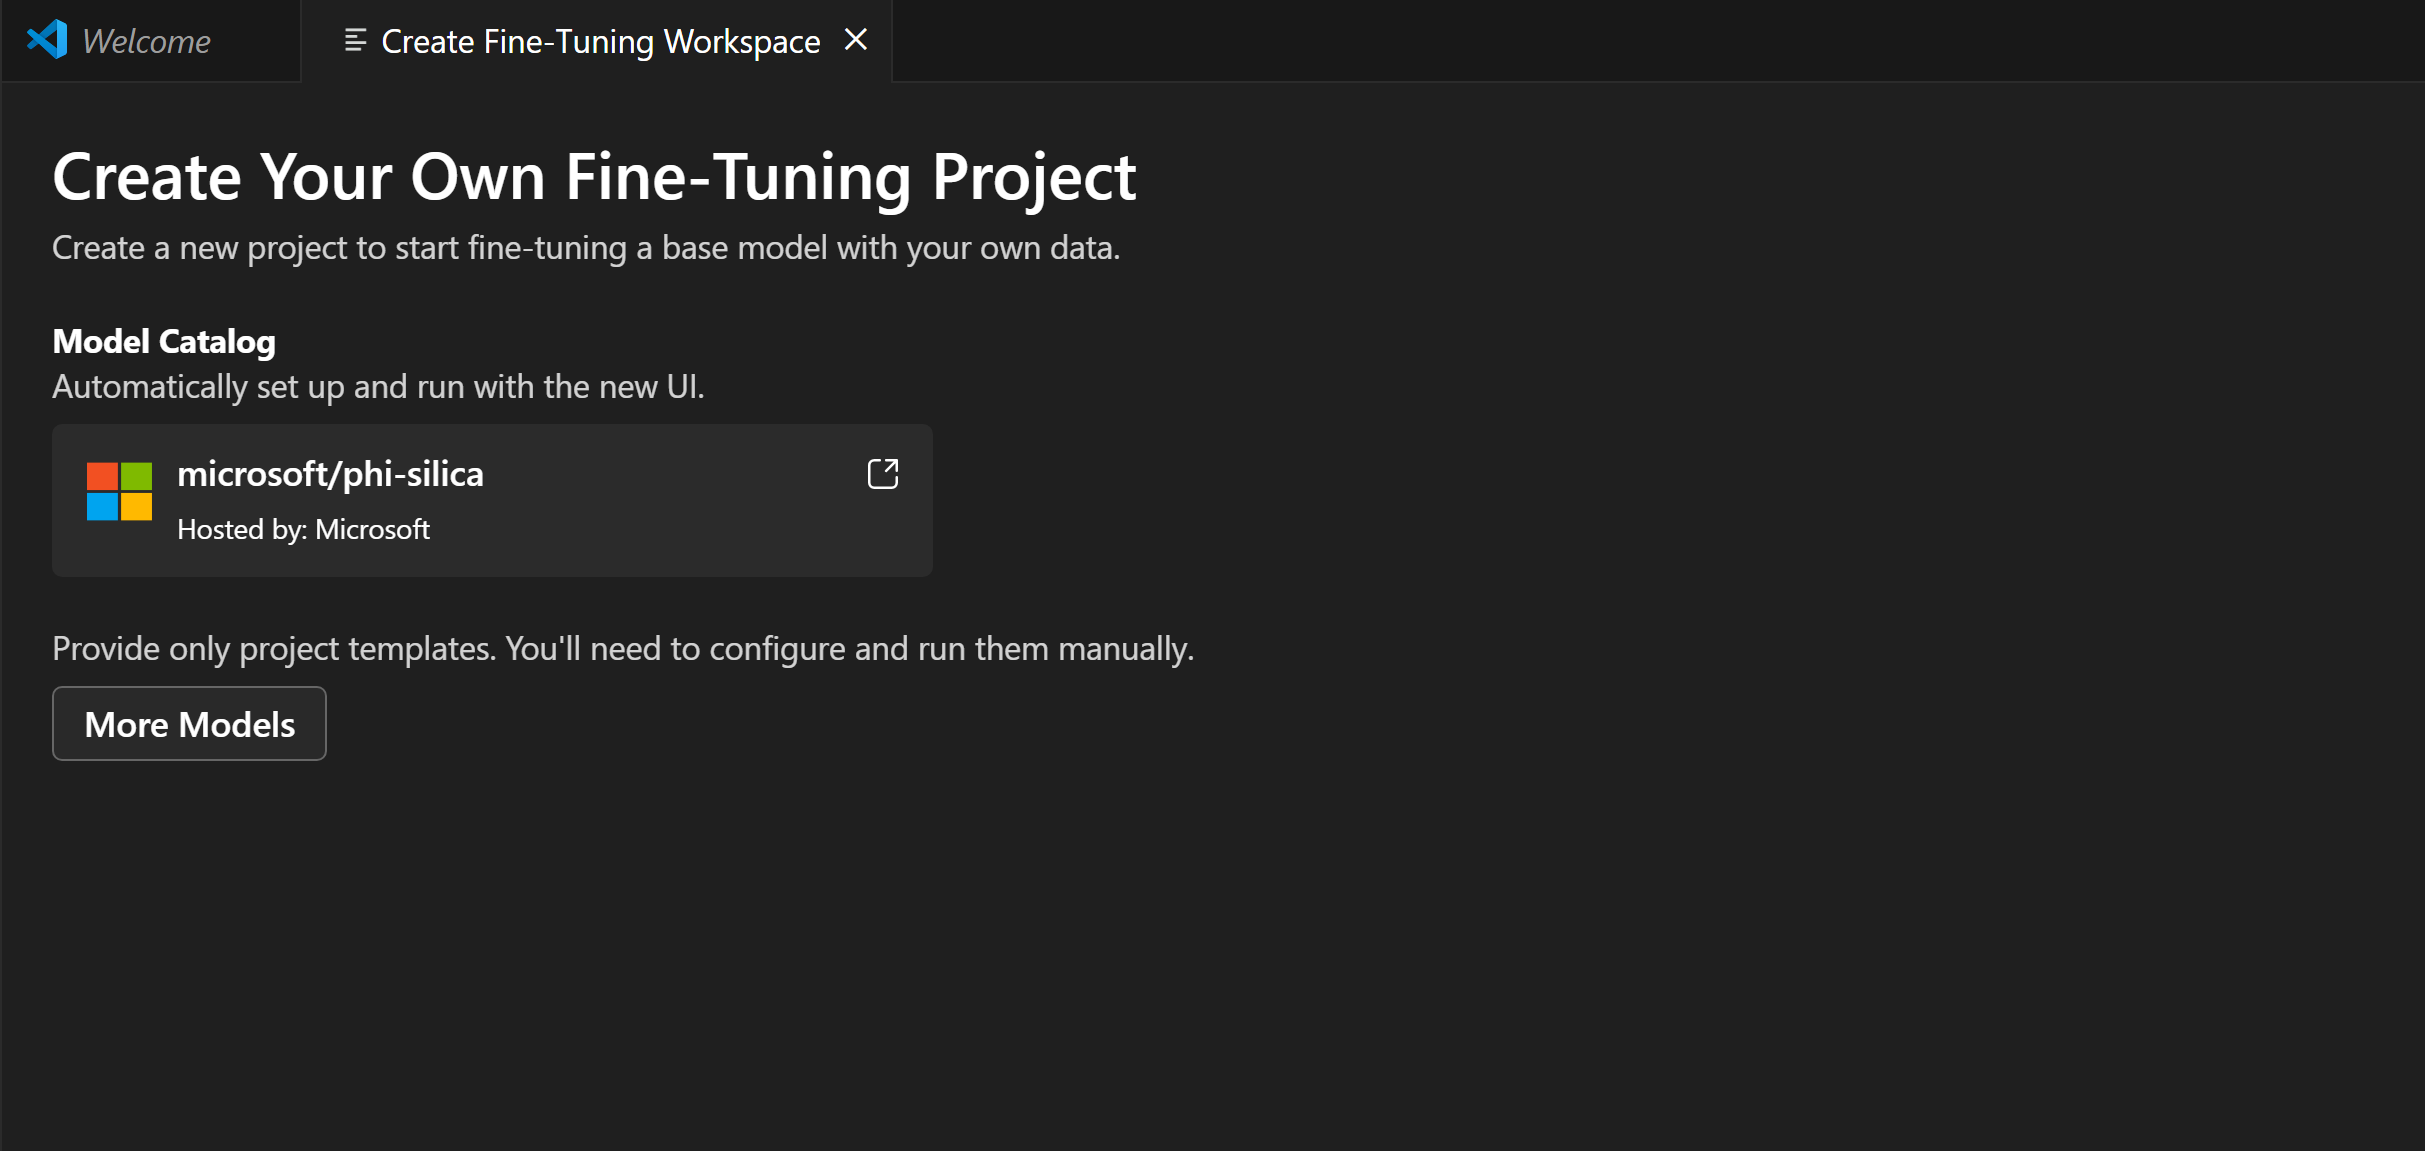 Welcome
Create Fine-Tuning Workspace
Create Your Own Fine-Tuning Project
Create a new project to start fine-tuning a base model with your own data.
Model Catalog
Automatically set up and run with the new UI.
microsoft/phi-silica
Hosted by: Microsoft
Provide only project templates. You'll need to configure and run them manually.
More Models